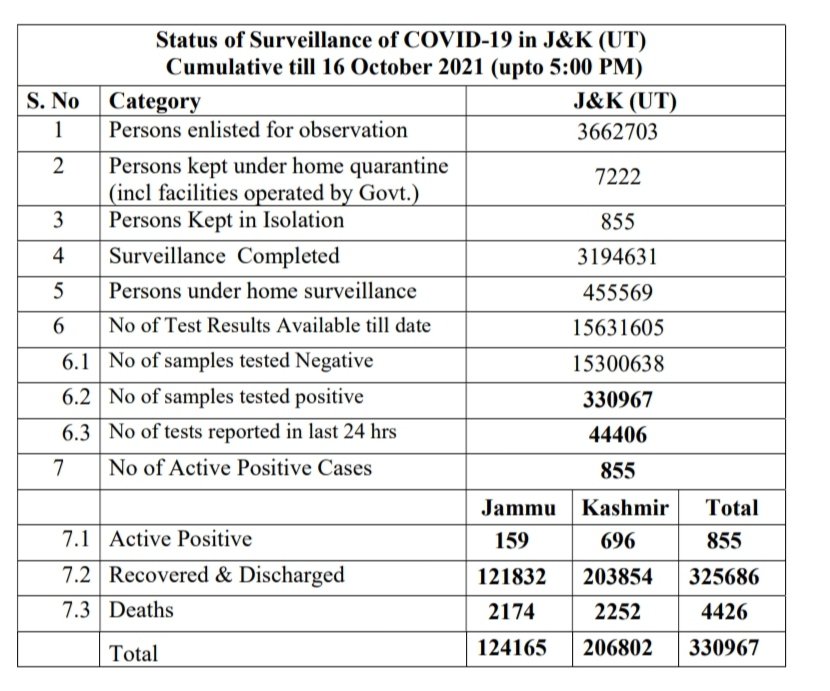 Status of Surveillance of COVID-19 in J&K (UT)
Cumulative till 16 October 2021 (upto 5:00 PM)
S. No Category J&K (UT)
1 Persons enlisted for observation 3662703
2 Persons kept under home quarantine (incl facilities operated by Govt.) 7222
3 Persons Kept in Isolation 855
4 Surveillance Completed 3194631
5 Persons under home surveillance 455569
6 No of Test Results Available till date 15631605
6.1 No of samples tested Negative 15300638
6.2 No of samples tested positive 330967
6.3 No of tests reported in last 24 hrs 44406
7 No of Active Positive Cases 855
Jammu Kashmir Total
7.1 Active Positive 159 696 855
7.2 Recovered & Discharged 121832 203854 325686
7.3 Deaths 2174 2252 4426
Total 124165 206802 330967